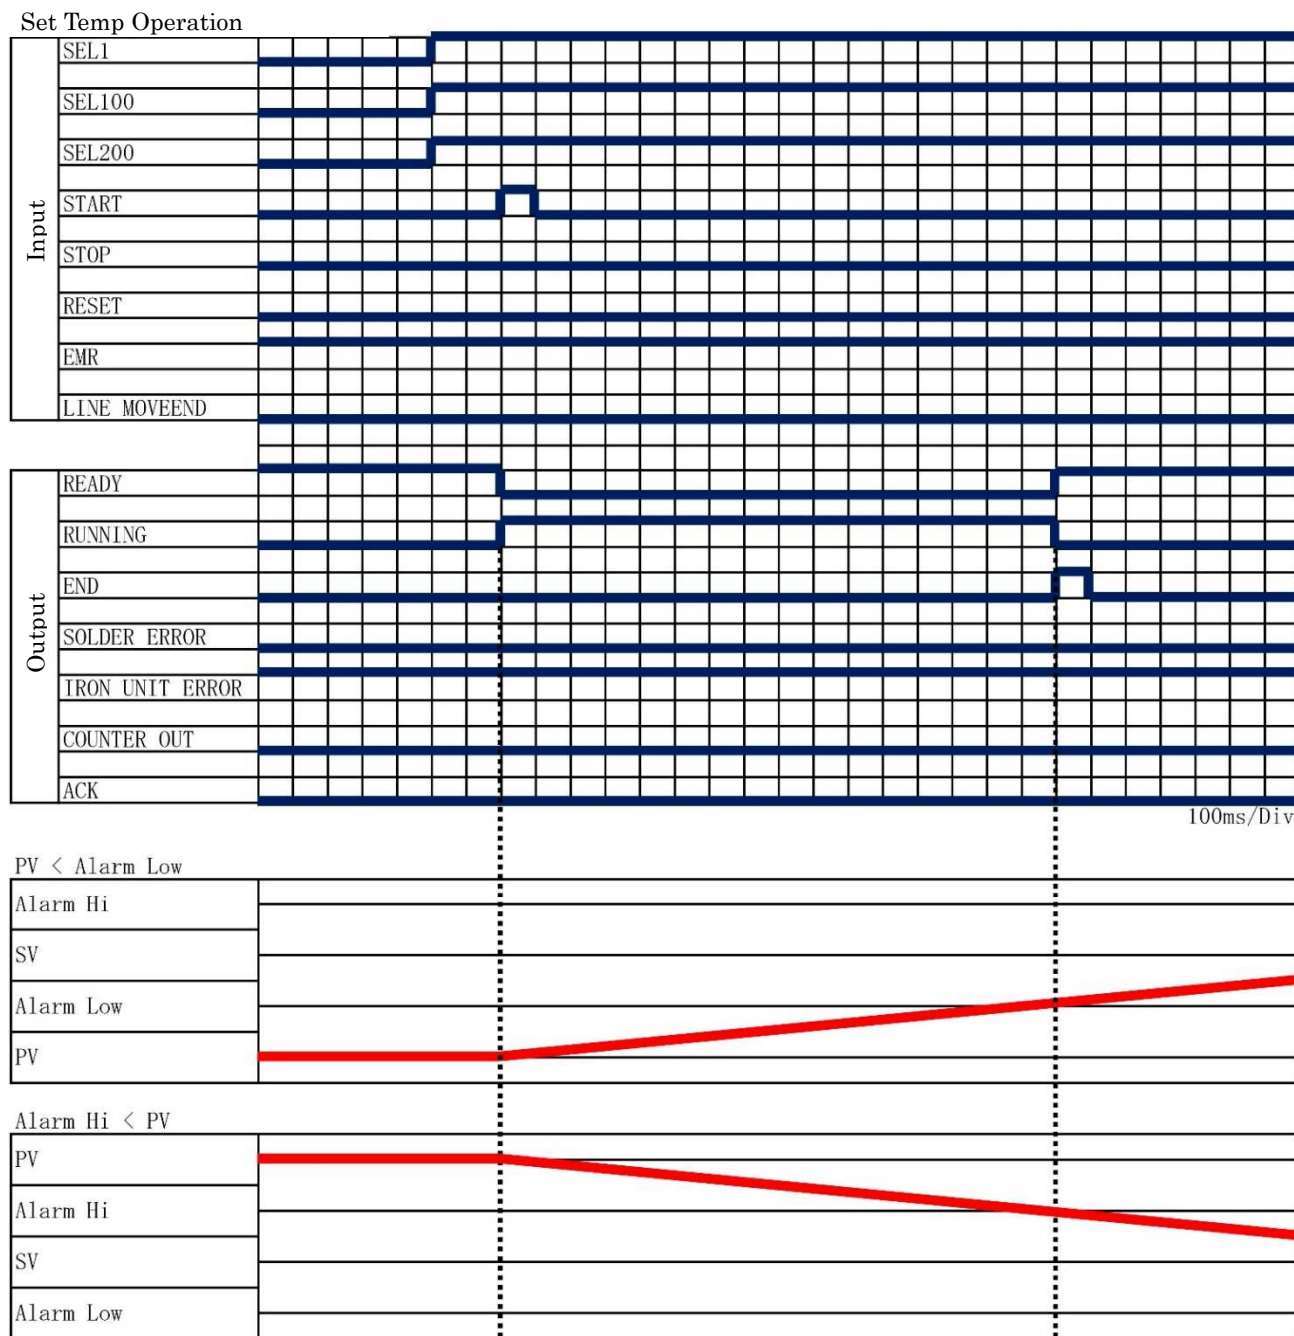 Set Temp Operation
Input
SEL1
SEL100
SEL200
START
STOP
RESET
EMR
LINE MOVEEND
Output
READY
RUNNING
END
SOLDER ERROR
IRON UNIT ERROR
COUNTER OUT
ACK
100ms/Div
PV < Alarm Low
Alarm Hi
SV
Alarm Low
PV
Alarm Hi < PV
PV
Alarm Hi
SV
Alarm Low